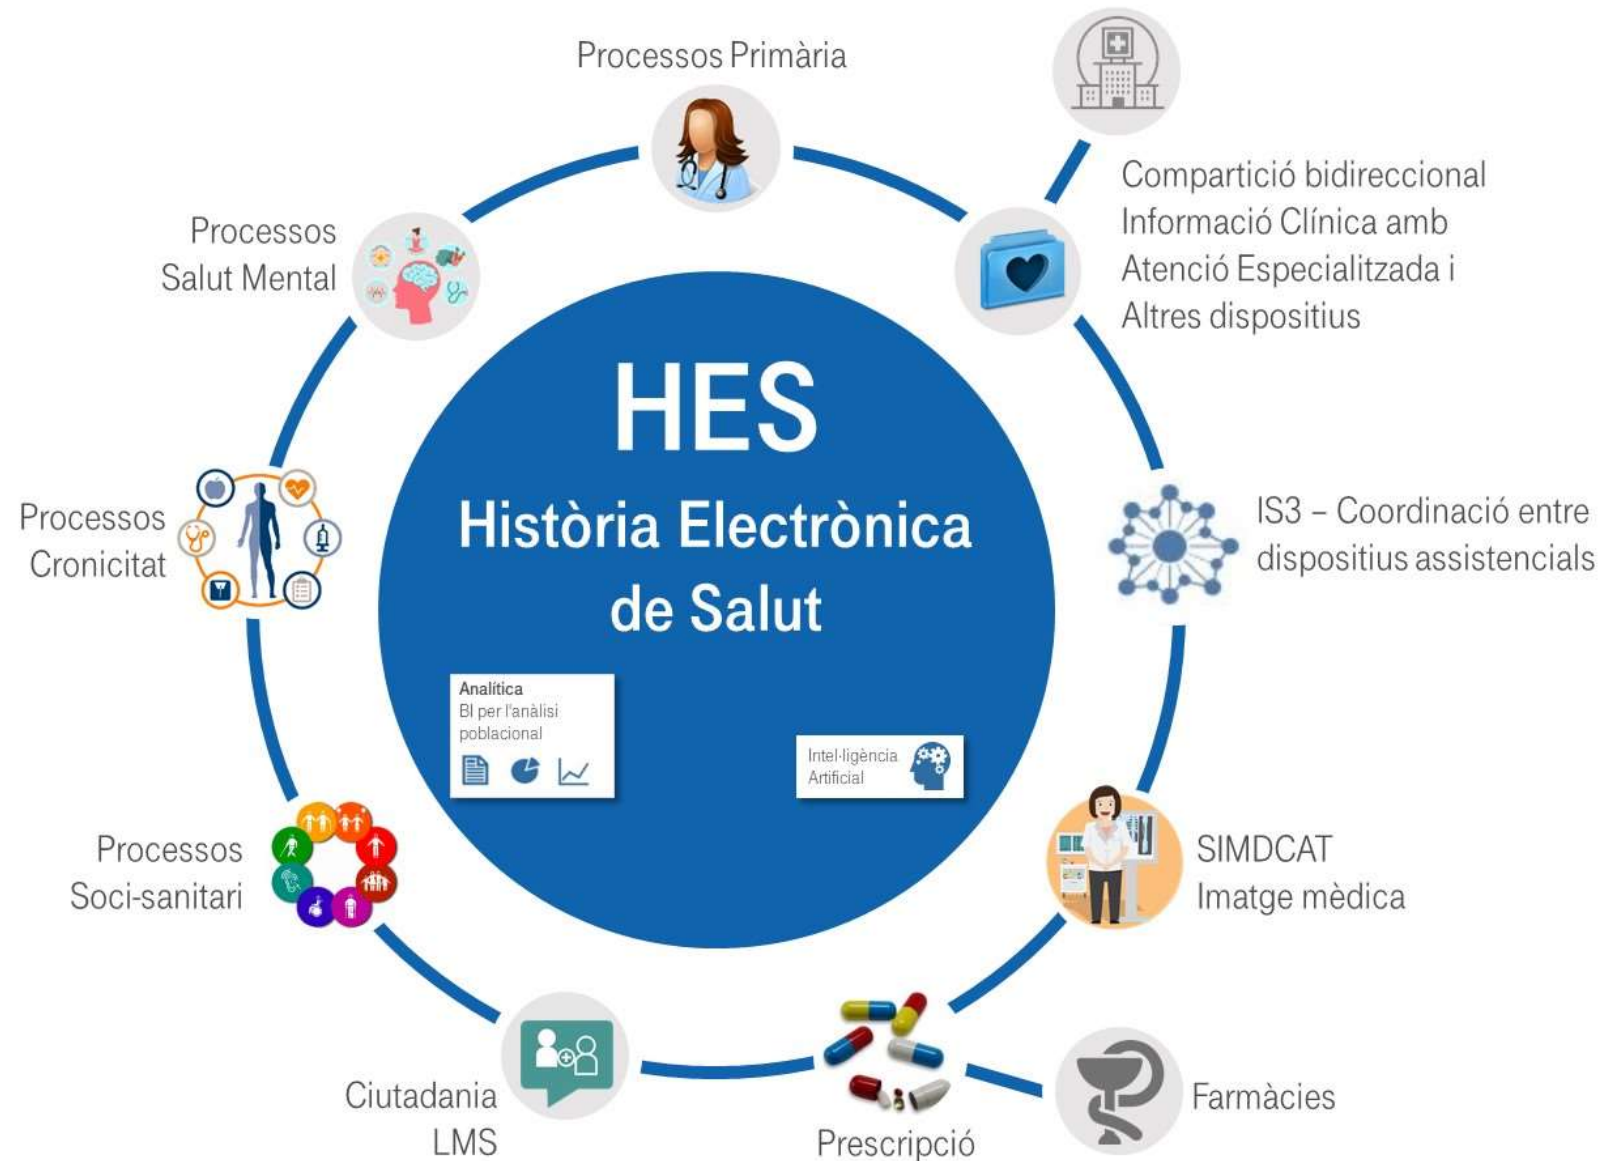 Processos Primària
Compartició bidireccional
Informació Clínica amb
Atenció Especialitzada i
Altres dispositius
Processos
Salut Mental
HES
Història Electrònica
de Salut
Processos
Cronicitat
IS3 – Coordinació entre
dispositius assistencials
Analítica
BI per l'anàlisi
poblacional
Intel·ligència
Artificial
Processos
Soci-sanitari
SIMDCAT
Imatge mèdica
Ciutadania
LMS
Prescripció
Farmàcies